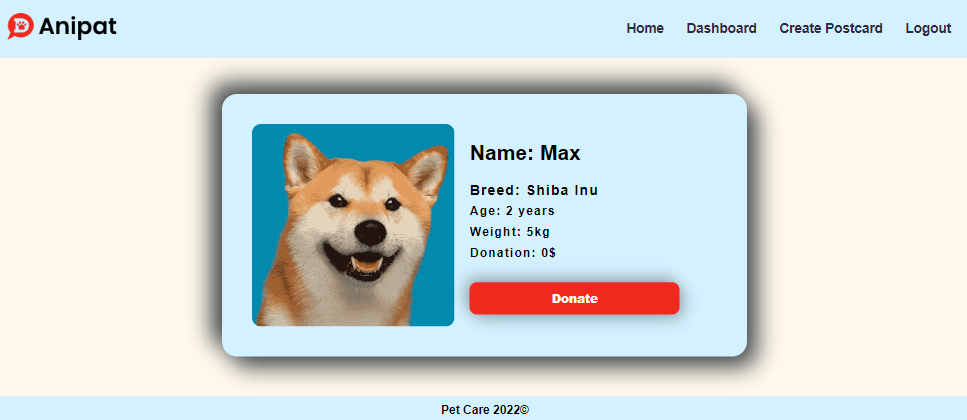 Anipat
Home Dashboard Create Postcard Logout
Name: Max
Breed: Shiba Inu
Age: 2 years
Weight: 5kg
Donation: 0$
Donate
Pet Care 2022©